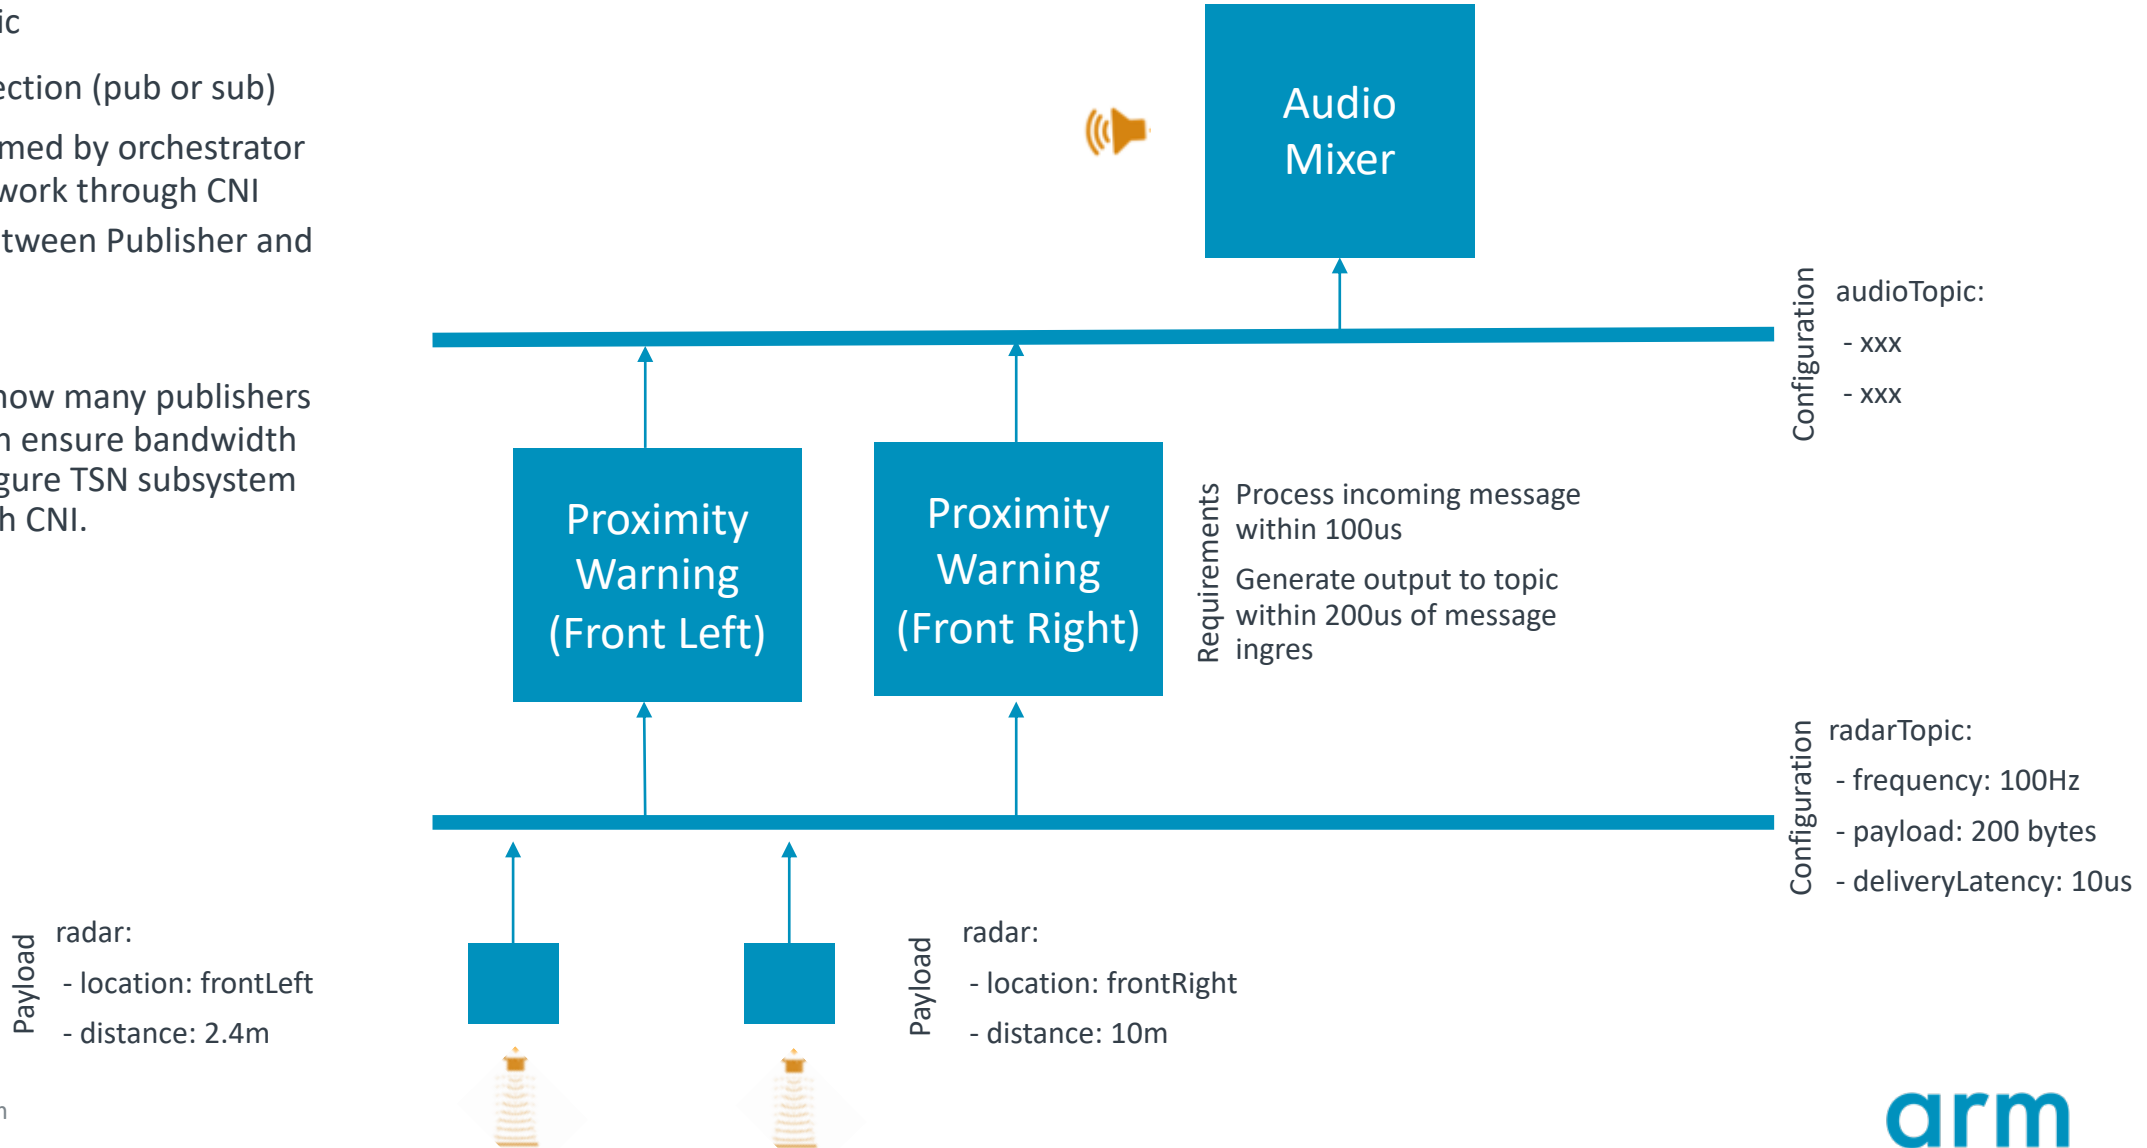 ection (pub or sub)
med by orchestrator
work through CNI
tween Publisher and
how many publishers
ensure bandwidth
gure TSN subsystem
h CNI.
Audio
Mixer
Configuration
audioTopic:
- xxx
- xxx
Proximity
Warning
(Front Left)
Proximity
Warning
(Front Right)
Requirements
Process incoming message
within 100us
Generate output to topic
within 200us of message
ingres
Configuration
radarTopic:
- frequency: 100Hz
- payload: 200 bytes
- deliveryLatency: 10us
Payload
radar:
- location: frontLeft
- distance: 2.4m
Payload
radar:
- location: frontRight
- distance: 10m
arm